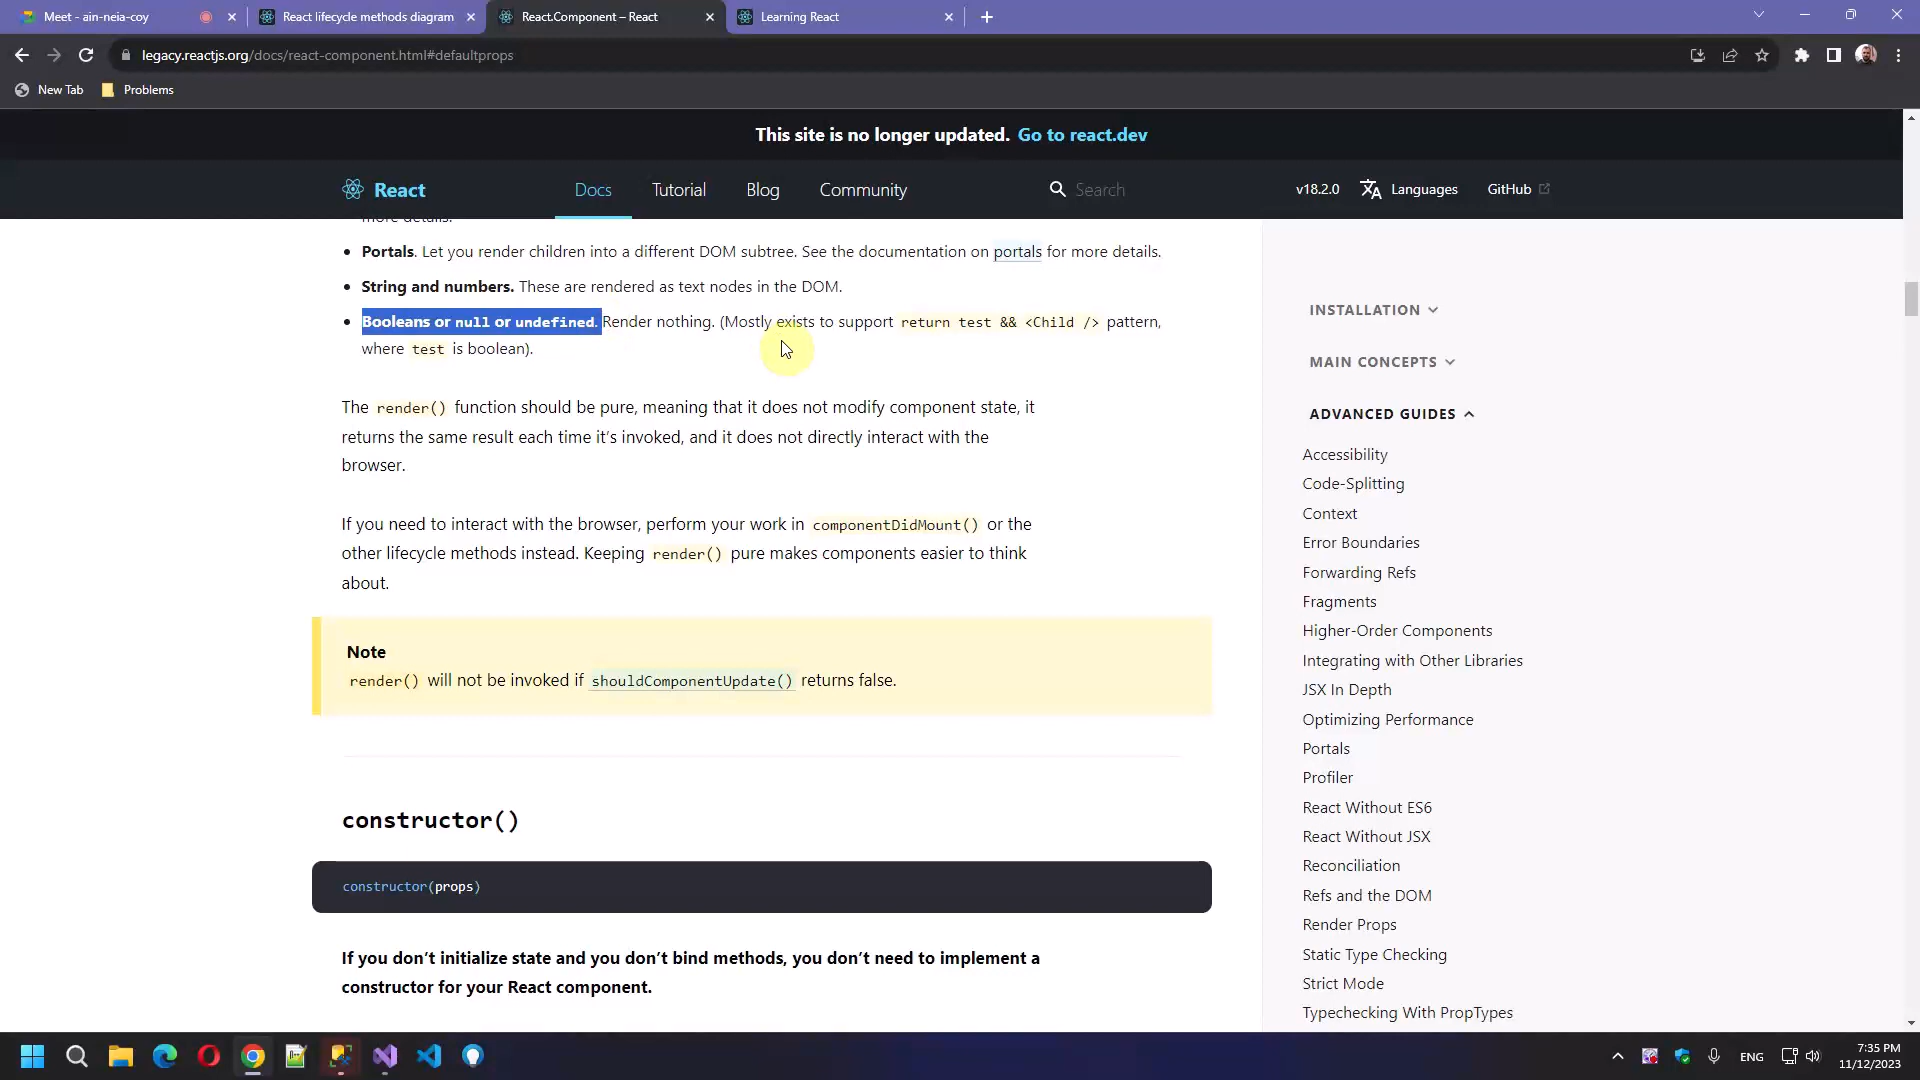 Meet - ain-neia-coy
React lifecycle methods diagram
React.Component – React
Learning React
legacy.reactjs.org/docs/react-component.html#defaultprops
New Tab
Problems
This site is no longer updated. Go to react.dev
React
Docs
Tutorial
Blog
Community
Search
v18.2.0
Languages
GitHub
more details.
• Portals. Let you render children into a different DOM subtree. See the documentation on portals for more details.
• String and numbers. These are rendered as text nodes in the DOM.
• Booleans or null or undefined. Render nothing. (Mostly exists to support return test && <Child /> pattern,
where test is boolean).
The render() function should be pure, meaning that it does not modify component state, it
returns the same result each time it’s invoked, and it does not directly interact with the
browser.
If you need to interact with the browser, perform your work in componentDidMount() or the
other lifecycle methods instead. Keeping render() pure makes components easier to think
about.
Note
render() will not be invoked if shouldComponentUpdate() returns false.
constructor()
constructor(props)
If you don’t initialize state and you don’t bind methods, you don’t need to implement a
constructor for your React component.
INSTALLATION
MAIN CONCEPTS
ADVANCED GUIDES
Accessibility
Code-Splitting
Context
Error Boundaries
Forwarding Refs
Fragments
Higher-Order Components
Integrating with Other Libraries
JSX In Depth
Optimizing Performance
Portals
Profiler
React Without ES6
React Without JSX
Reconciliation
Refs and the DOM
Render Props
Static Type Checking
Strict Mode
Typechecking With PropTypes
ENG
7:35 PM
11/12/2023